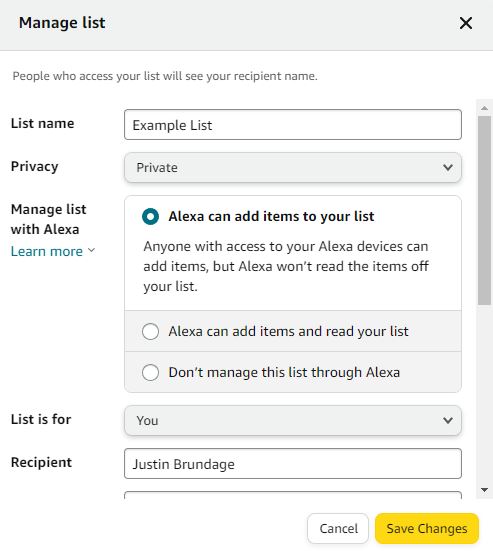 Manage list
People who access your list will see your recipient name.
List name
Example List
Privacy
Private
Manage list
with Alexa
Learn more
Alexa can add items to your list
Anyone with access to your Alexa devices can
add items, but Alexa won’t read the items off
your list.
Alexa can add items and read your list
Don’t manage this list through Alexa
List is for
You
Recipient
Justin Brundage
Cancel
Save Changes